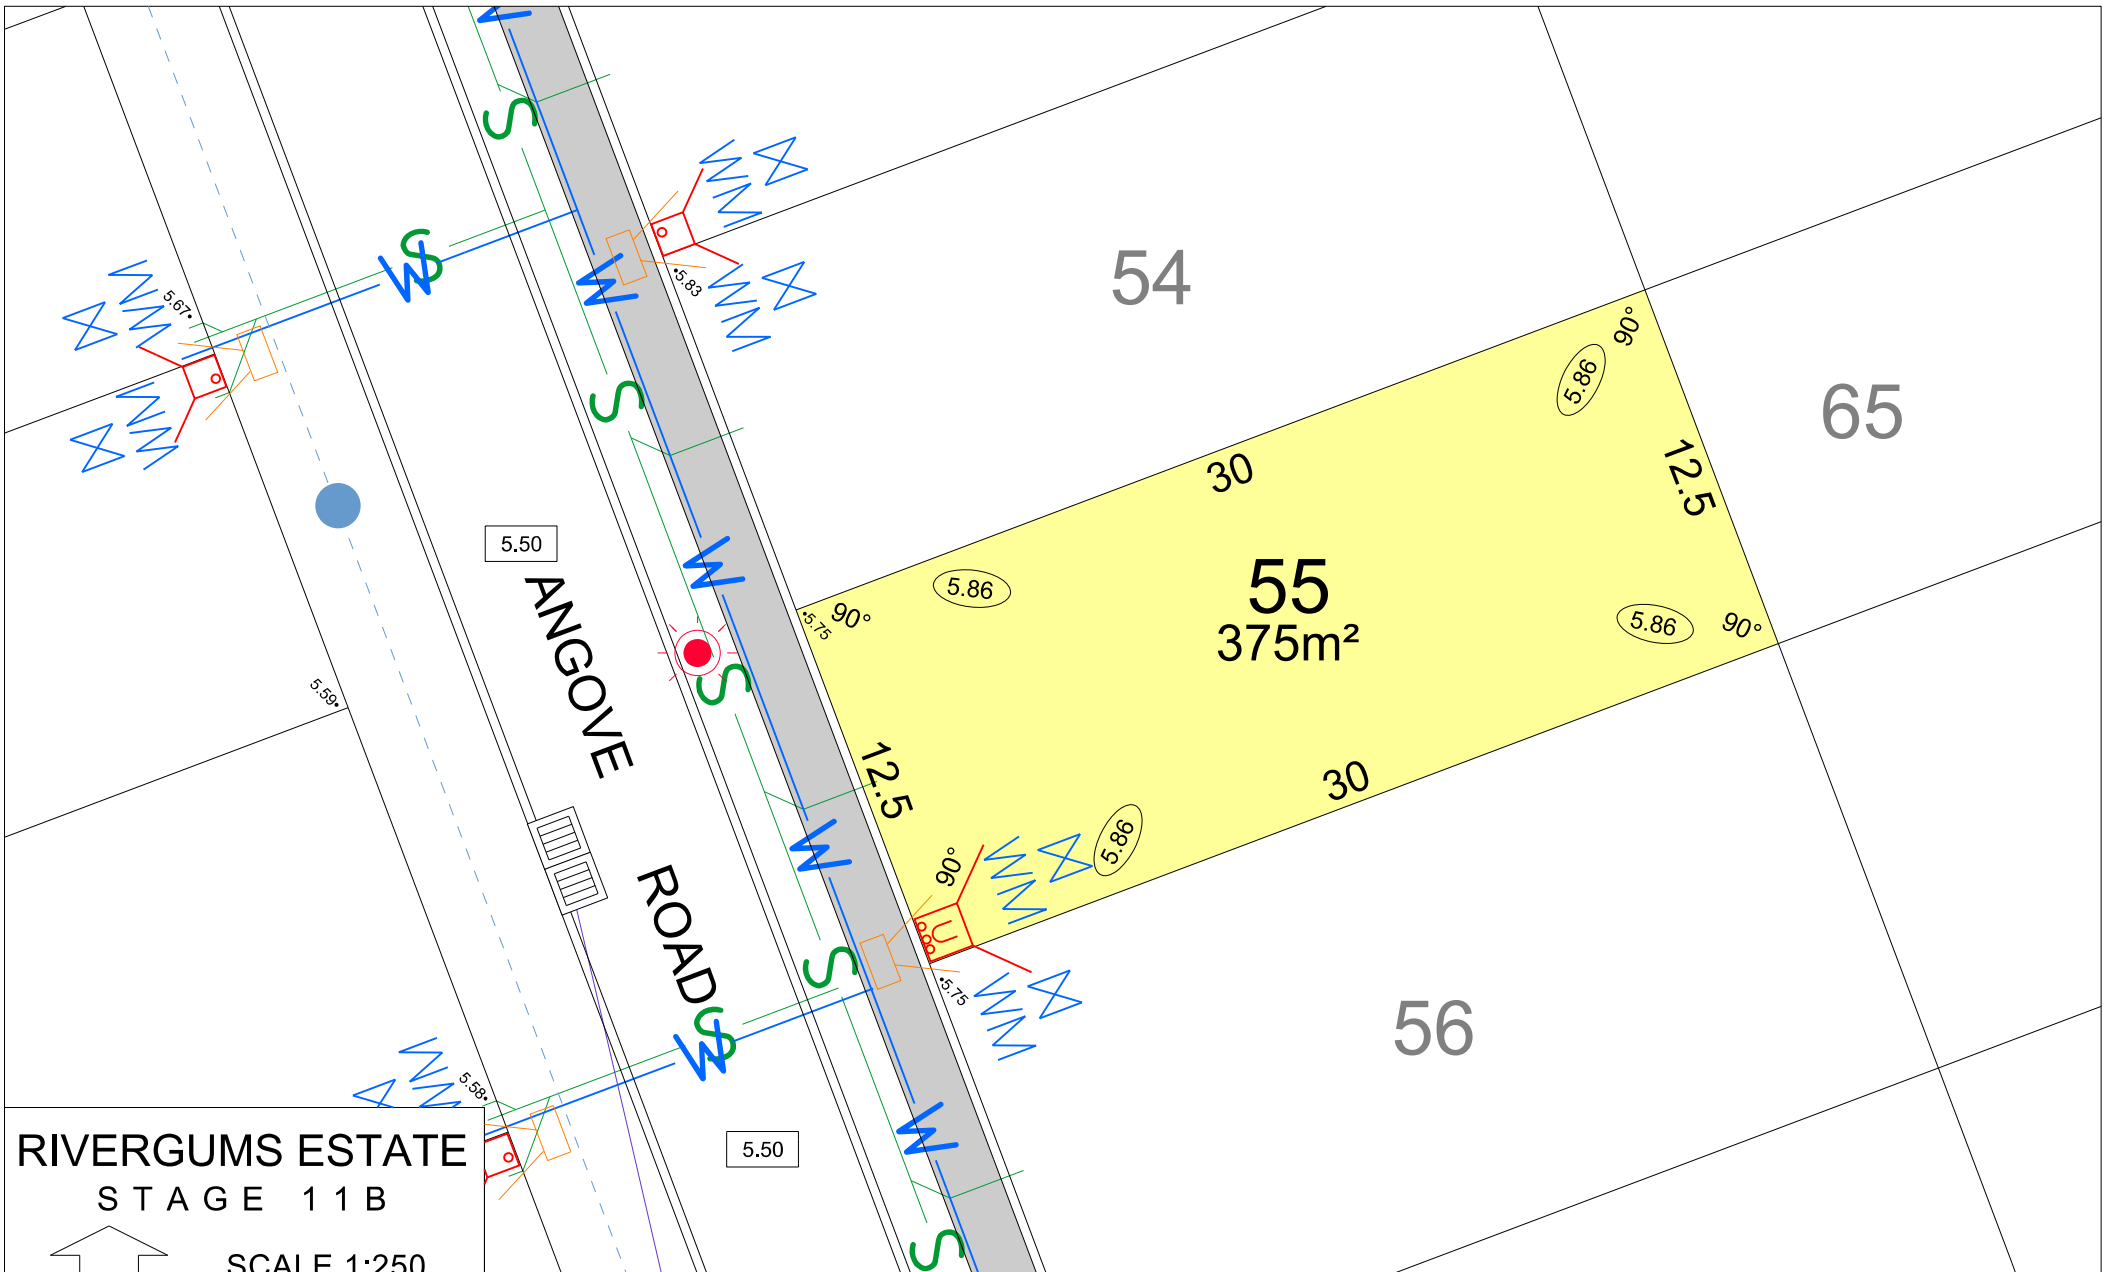 W
S
W W
S
W W
W
5.67•
•5.83
W W
54
W W
W W
S
90°
5.86
65
30
12.5
5.50
W
55
375m²
5.86
90°
•5.75
5.86
90°
ANGOVE
ROAD
S
5.59•
12.5
30
W
5.86
90°
W W
U
S
•5.75
W W
56
S
W
W W
5.58•
W
5.50
S
RIVERGUMS ESTATE
STAGE 11B
SCALE 1:250